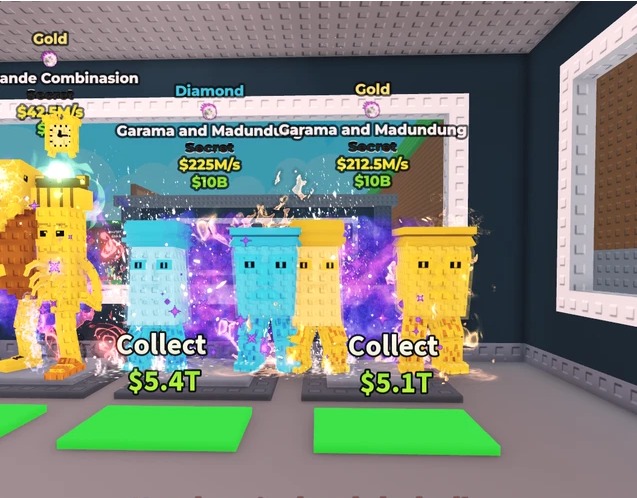 Gold
ande Combinasion
Secret
$42.5M/s
Diamond
Garama and Madundu
Secret
$225M/s
$10B
Gold
Garama and Madundung
Secret
$212.5M/s
$10B
Collect
$5.4T
Collect
$5.1T